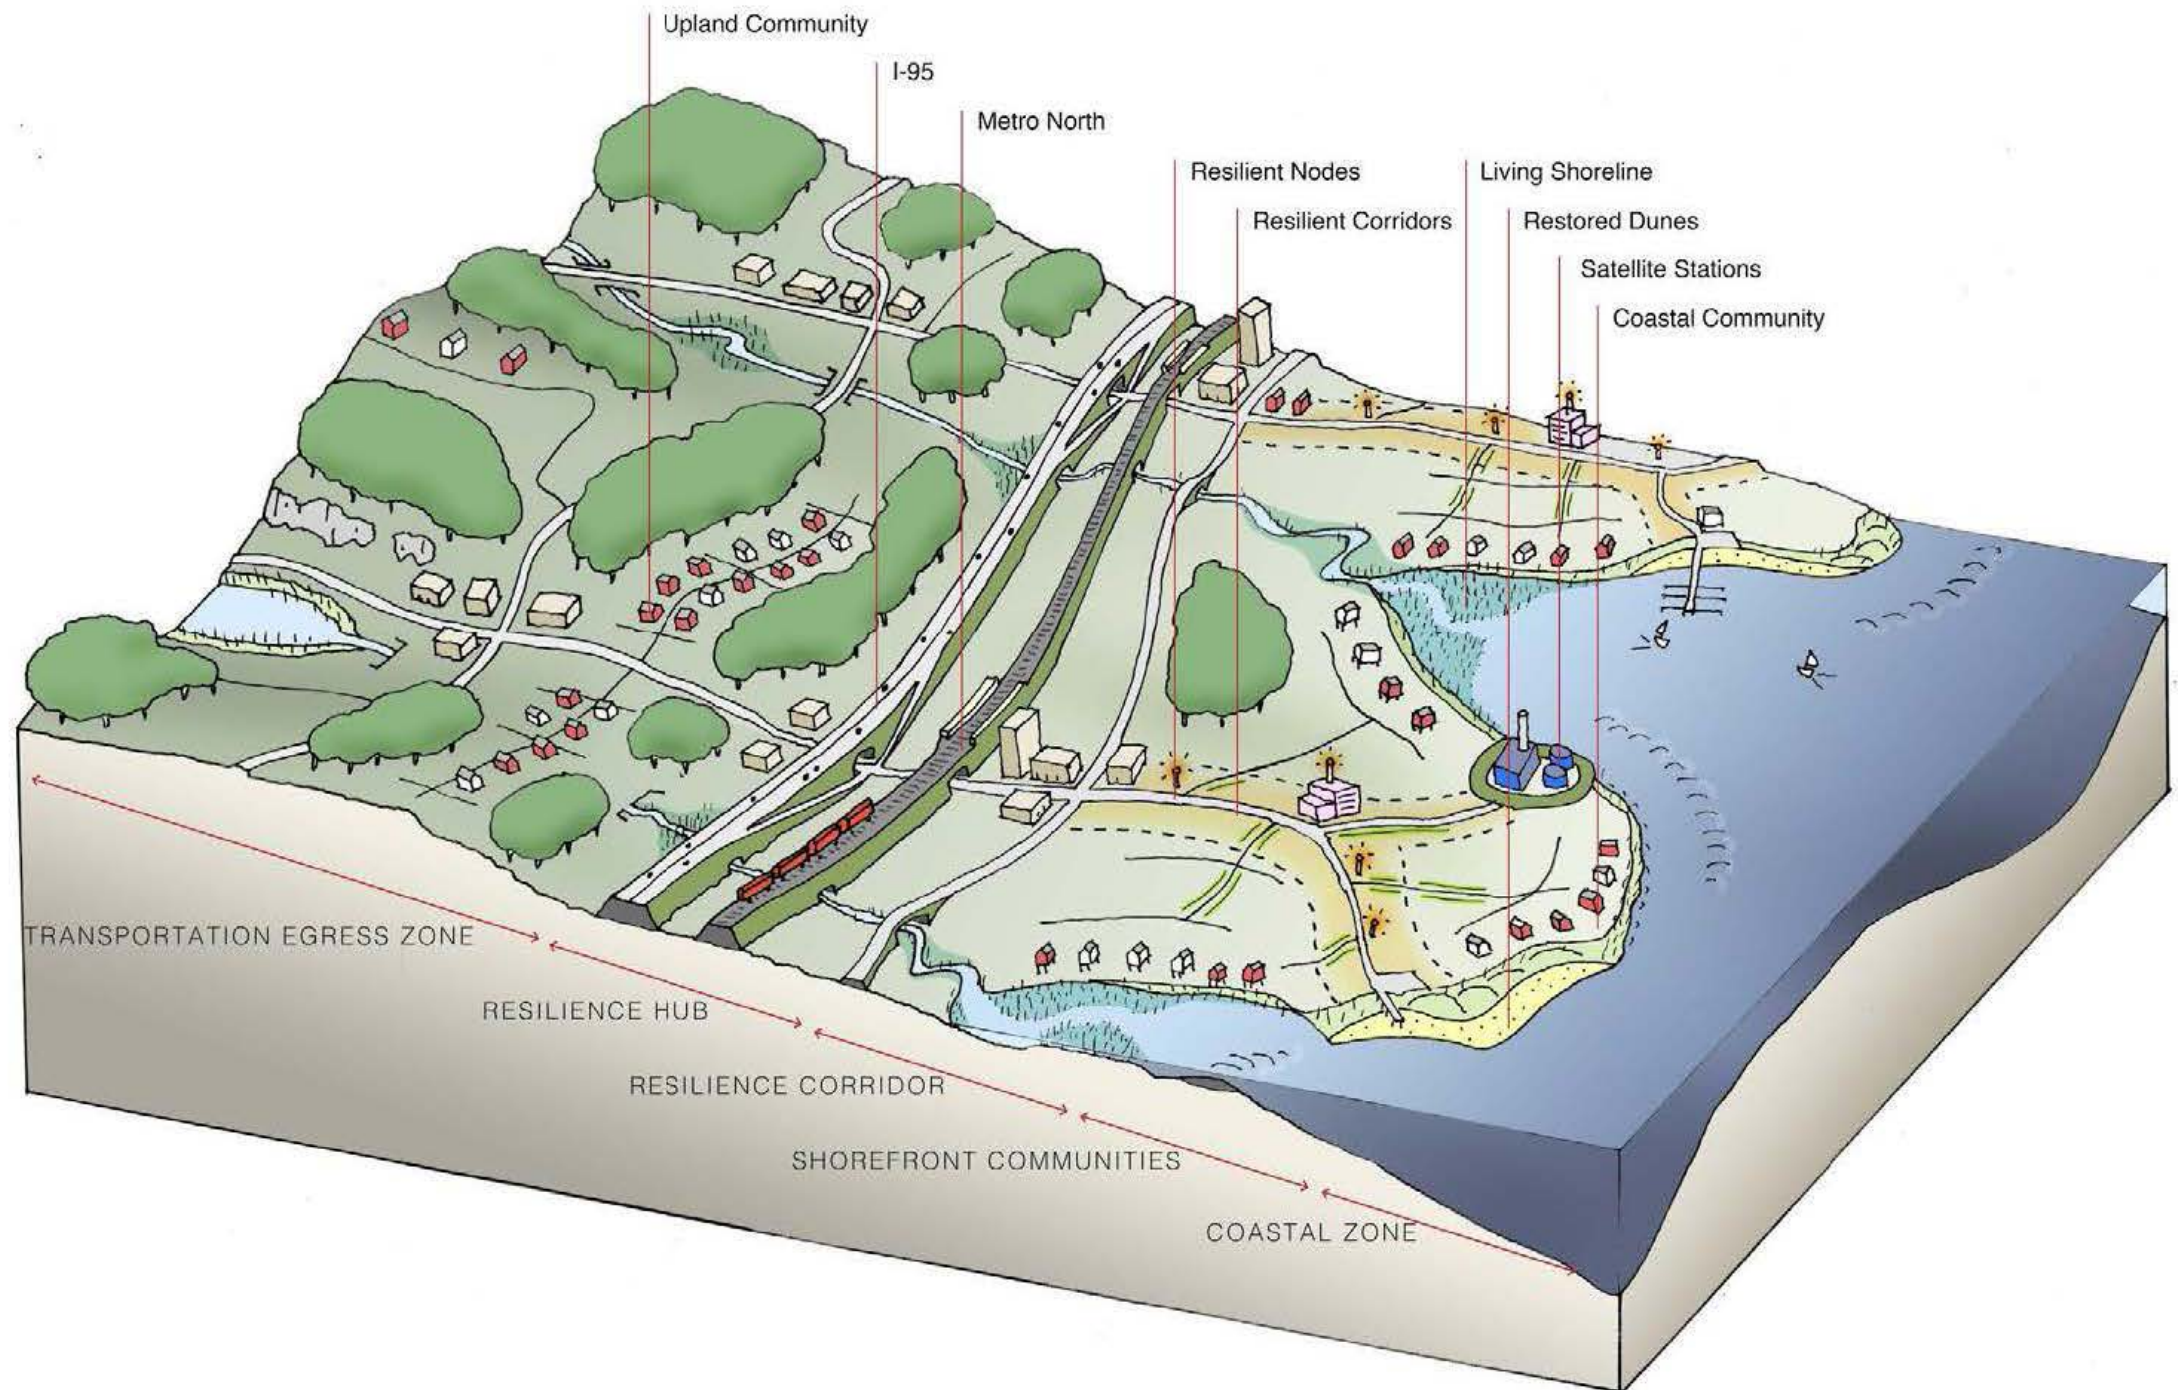 Upland Community
I-95
Metro North
Resilient Nodes
Living Shoreline
Resilient Corridors
Restored Dunes
Satellite Stations
Coastal Community
TRANSPORTATION EGRESS ZONE
RESILIENCE HUB
RESILIENCE CORRIDOR
SHOREFRONT COMMUNITIES
COASTAL ZONE